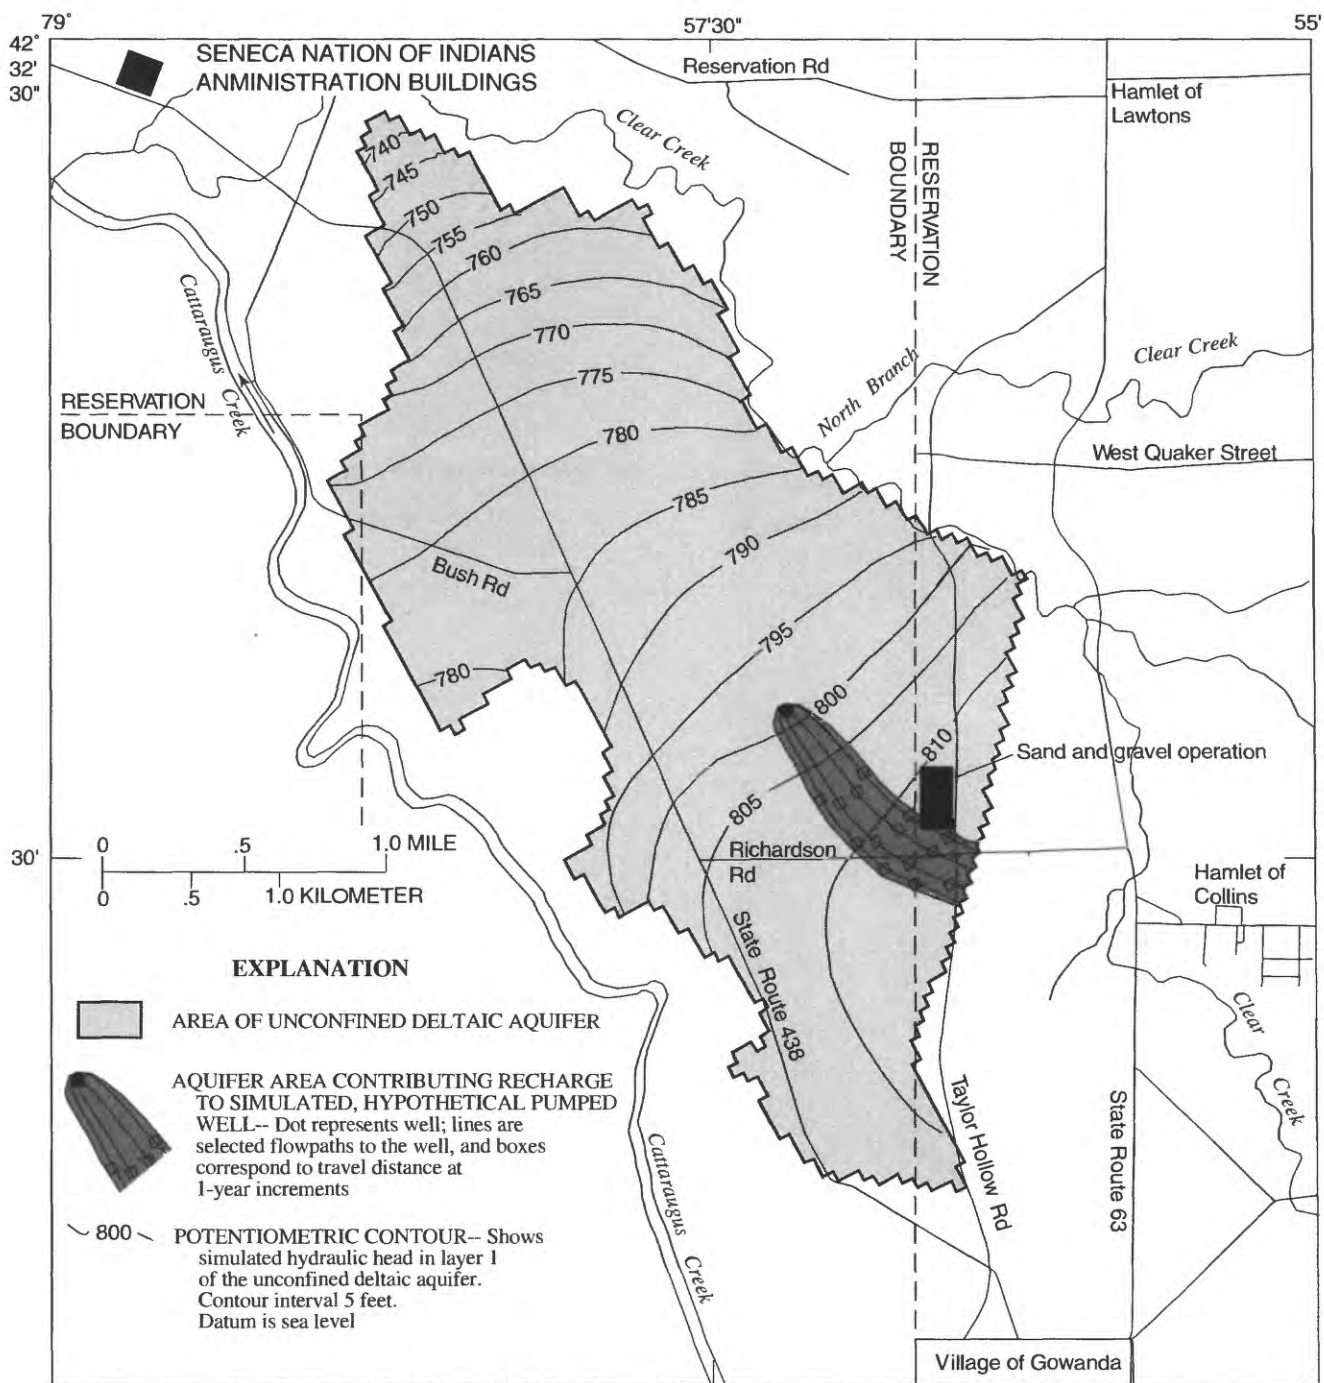 79°
57'30"
55'
42°
32'
30"
SENECA NATION OF INDIANS
ANMINISTRATION BUILDINGS
Reservation Rd
Hamlet of
Lawtons
Clear Creek
RESERVATION
BOUNDARY
740
745
750
755
760
765
770
775
780
785
790
795
800
805
810
780
Cattaraugus
Creek
North Branch
Clear Creek
RESERVATION
BOUNDARY
West Quaker Street
Bush Rd
Sand and gravel operation
30'
0 .5 1.0 MILE
0 .5 1.0 KILOMETER
Richardson
Rd
Hamlet of
Collins
State Route 438
Clear
Creek
Taylor Hollow Rd
State Route 63
Cattaraugus Creek
Village of Gowanda
EXPLANATION
AREA OF UNCONFINED DELTAIC AQUIFER
AQUIFER AREA CONTRIBUTING RECHARGE
TO SIMULATED, HYPOTHETICAL PUMPED
WELL-- Dot represents well; lines are
selected flowpaths to the well, and boxes
correspond to travel distance at
1-year increments
800
POTENTIOMETRIC CONTOUR-- Shows
simulated hydraulic head in layer 1
of the unconfined deltaic aquifer.
Contour interval 5 feet.
Datum is sea level